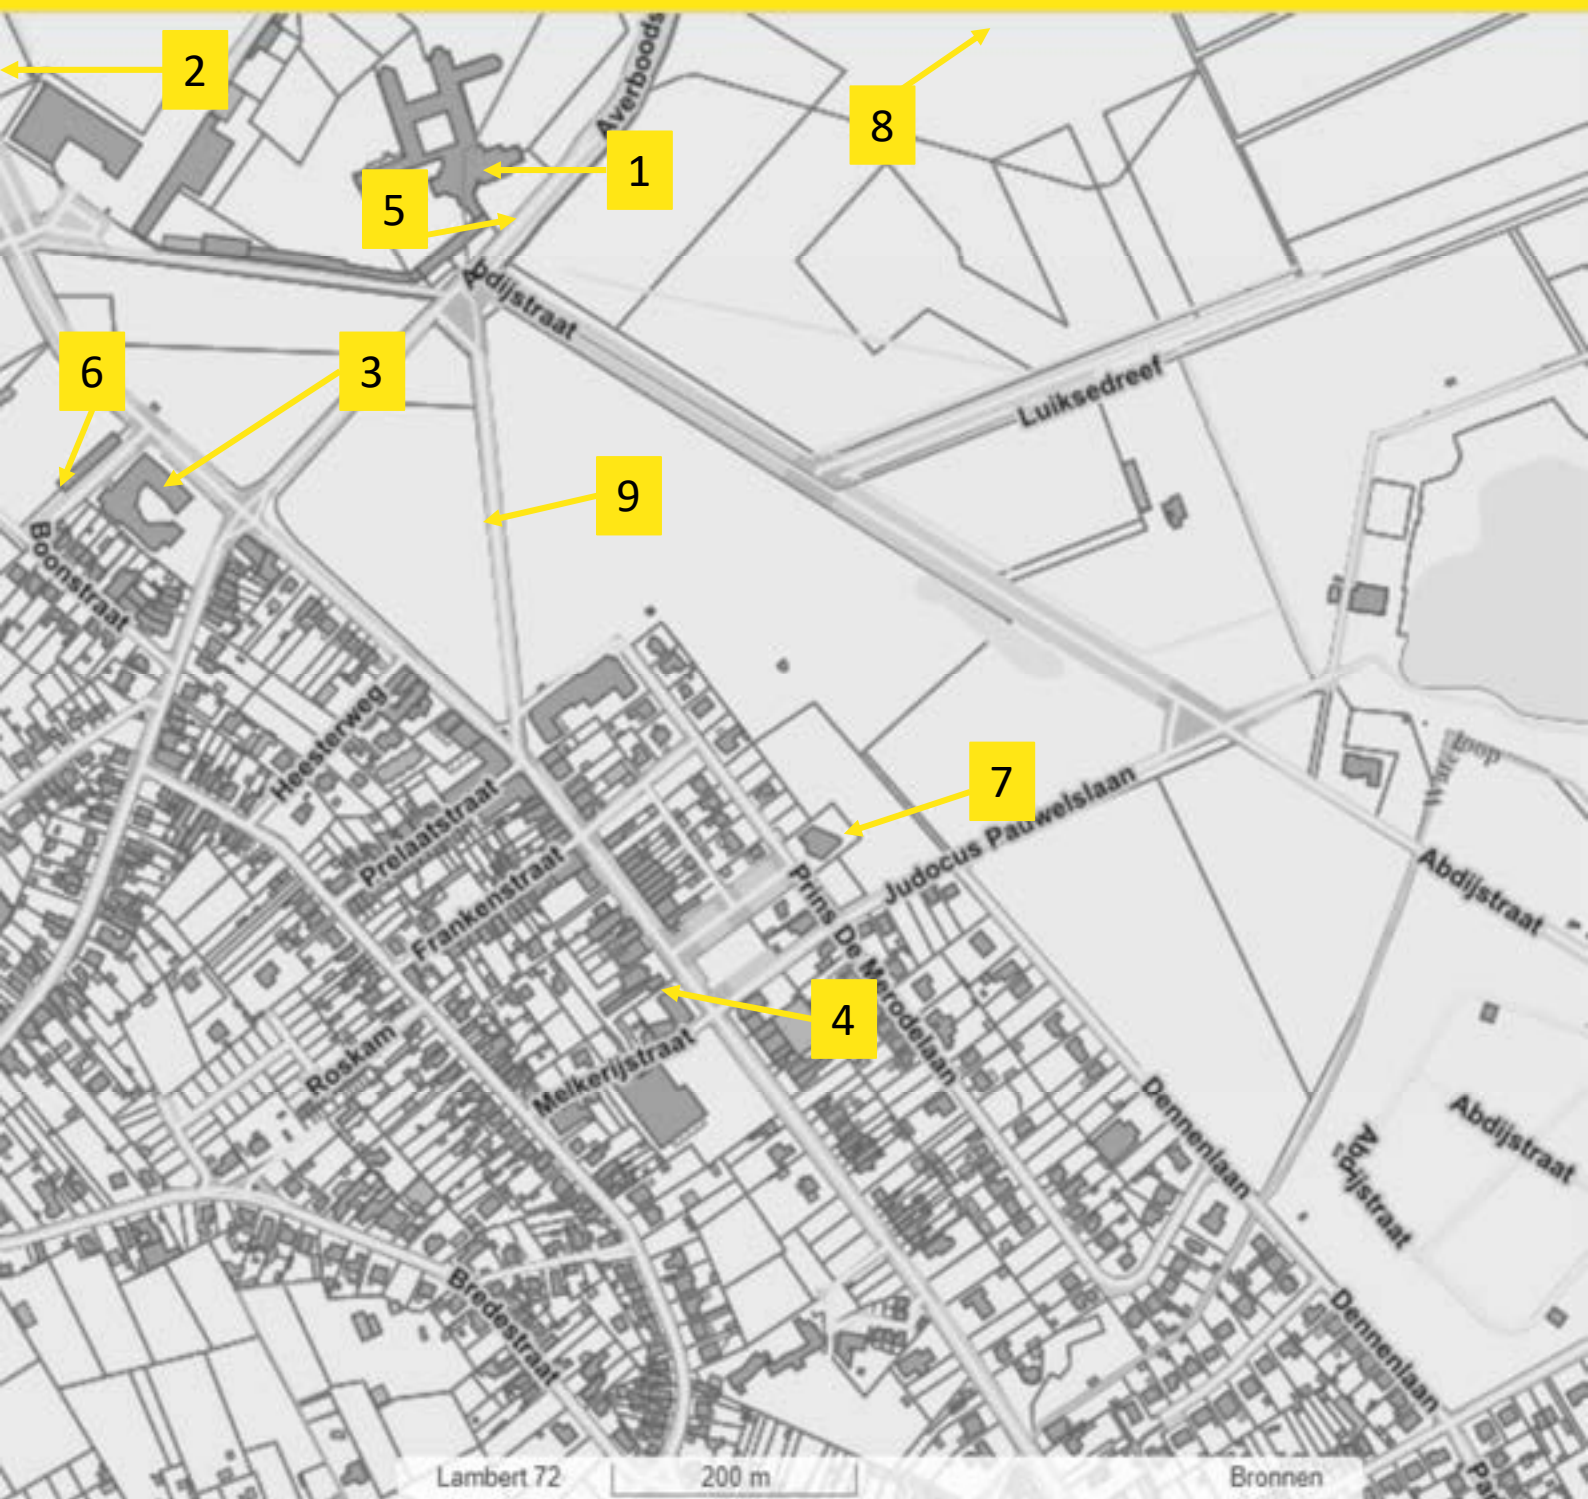 2
8
1
5
Averboods
Abdijstraat
6
3
Luiksedreef
9
Boonstraat
Heesterweg
7
Prelaatstraat
Judocus Pauwelslaan
loop
Frankenstraat
Prins De Merodelaan
Abdijstraat
4
Roskam
Melkerijstraat
Dennenlaan
Abdijstraat
Abdijstraat
Bredestraat
Dennenlaan
Lambert 72
200 m
Bronnen